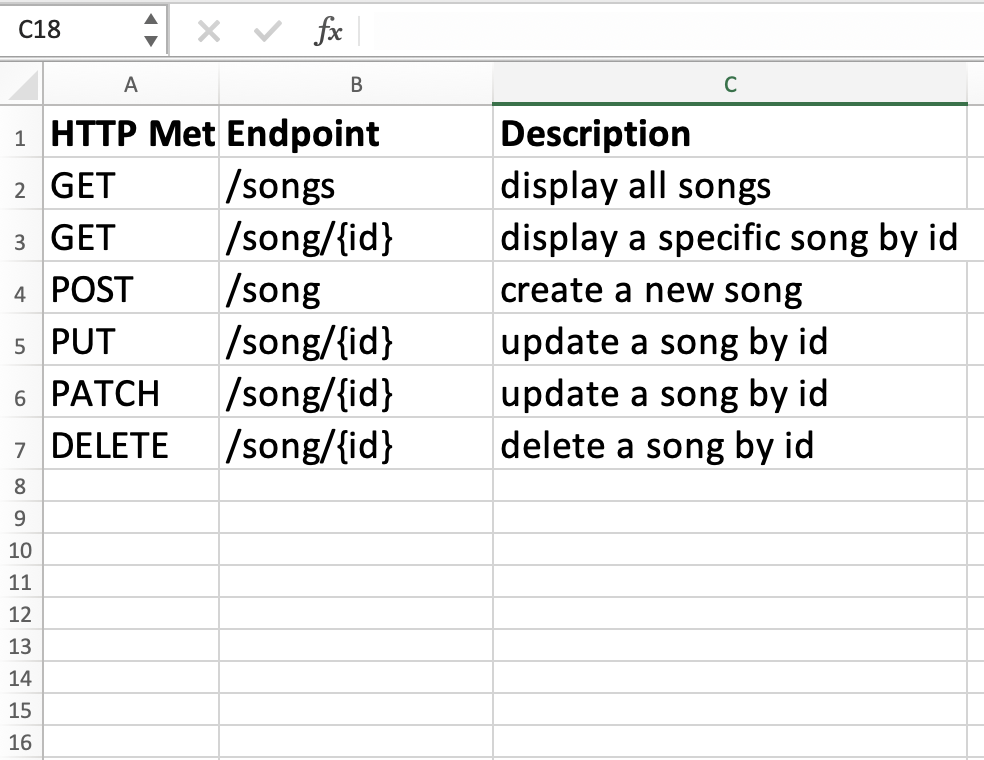 C18 fx
A B C
1 HTTP Met Endpoint Description
2 GET /songs display all songs
3 GET /song/{id} display a specific song by id
4 POST /song create a new song
5 PUT /song/{id} update a song by id
6 PATCH /song/{id} update a song by id
7 DELETE /song/{id} delete a song by id
8
9
10
11
12
13
14
15
16